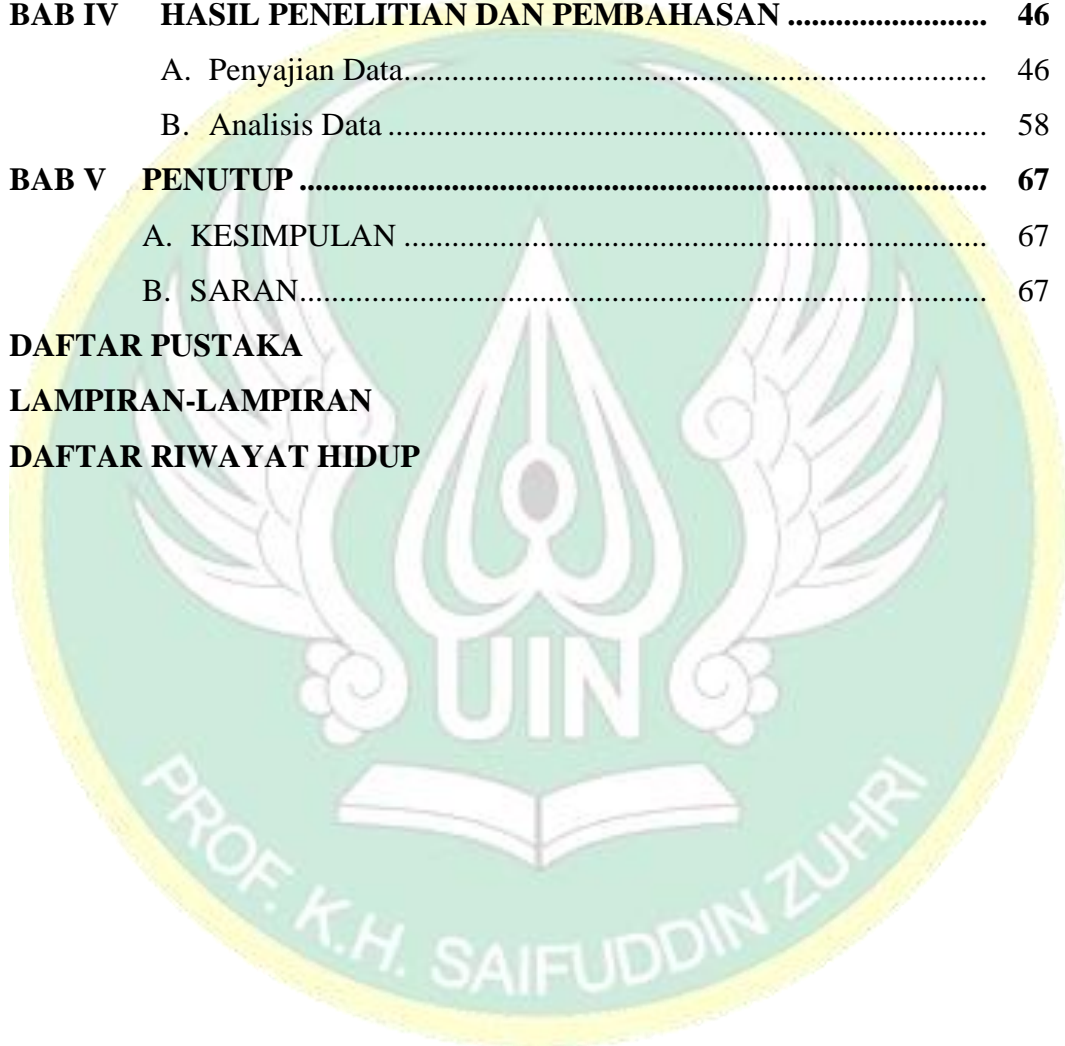 BAB IV HASIL PENELITIAN DAN PEMBAHASAN ......................... 46
A. Penyajian Data.......................................................................... 46
B. Analisis Data ............................................................................ 58
BAB V PENUTUP ....................................................................................... 67
A. KESIMPULAN .......................................................................... 67
B. SARAN....................................................................................... 67
DAFTAR PUSTAKA
LAMPIRAN-LAMPIRAN
DAFTAR RIWAYAT HIDUP
UIN
PROF. K.H. SAIFUDDIN ZUHRI